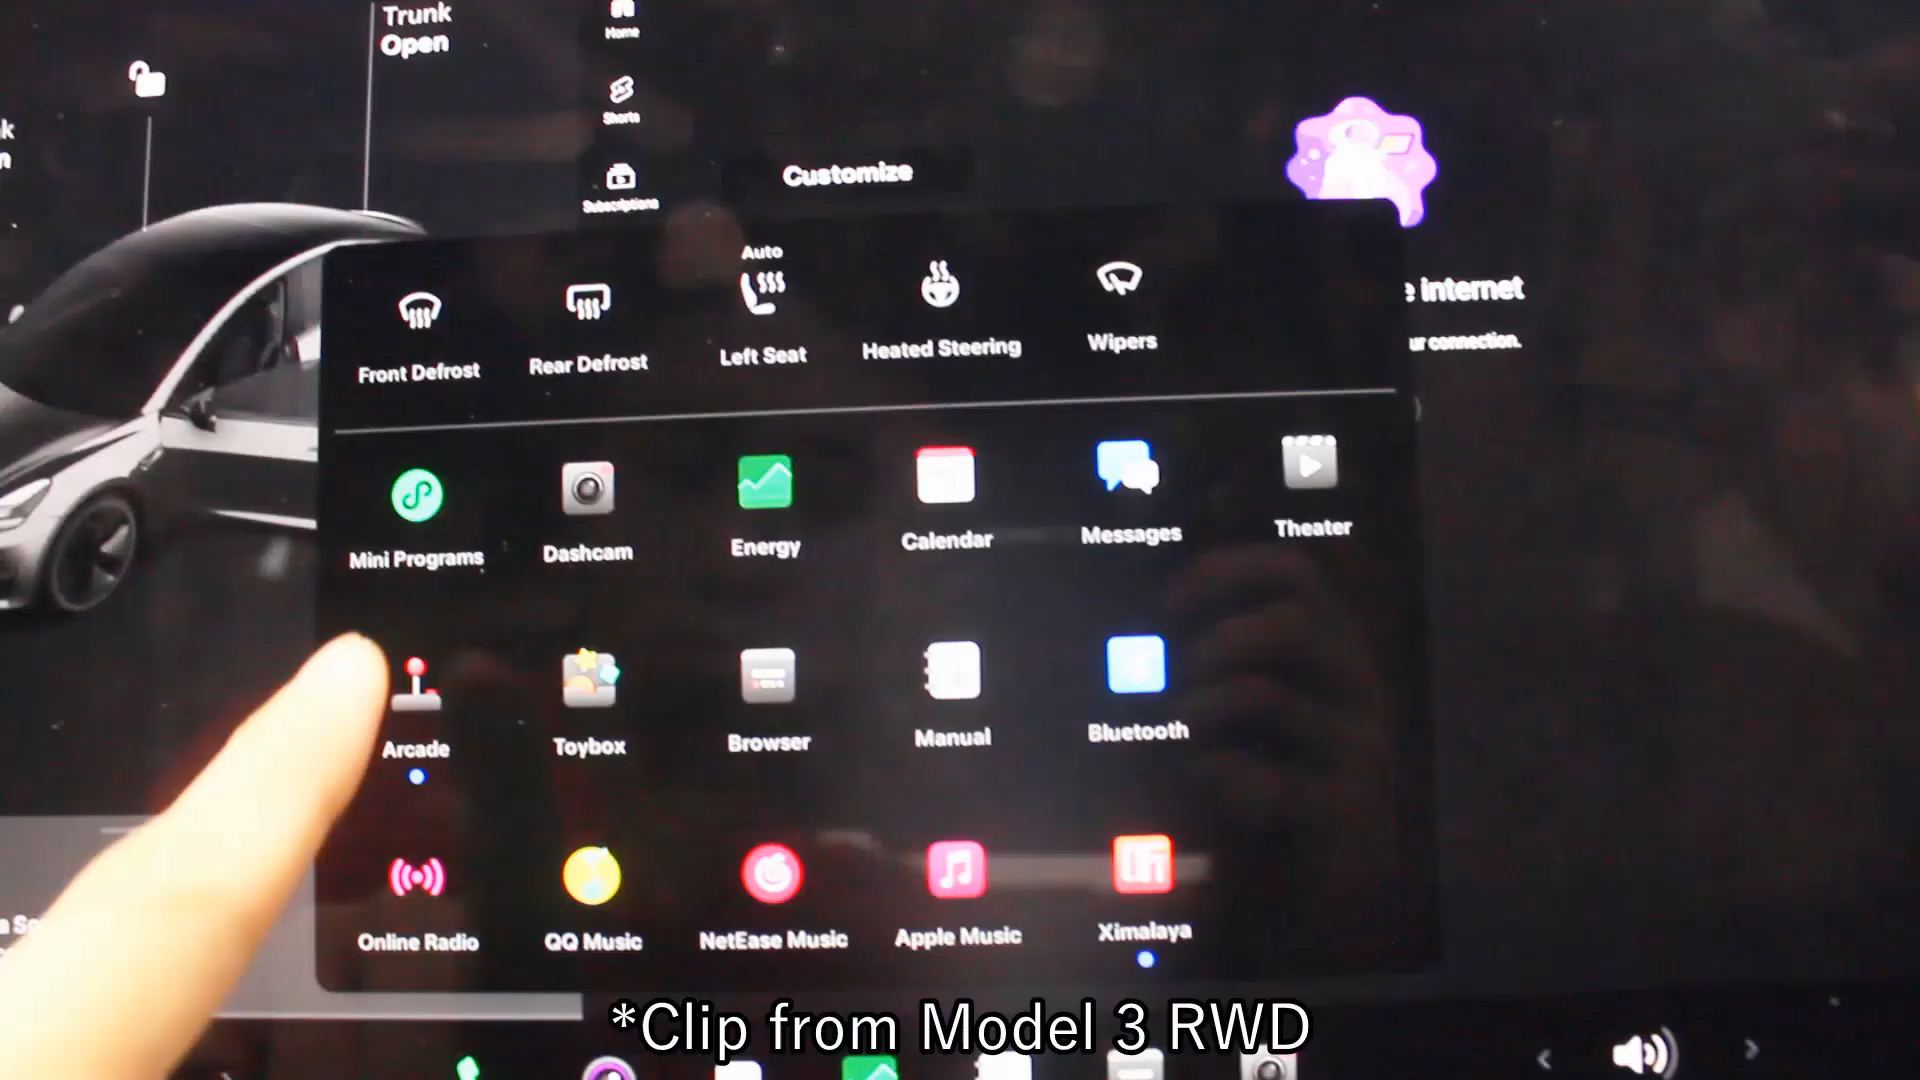 Trunk
Open
Home
Shorts
Subscriptions
Customize
Auto
Front Defrost
Rear Defrost
Left Seat
Heated Steering
Wipers
internet
connection.
Mini Programs
Dashcam
Energy
Calendar
Messages
Theater
Arcade
Toybox
Browser
Manual
Bluetooth
Online Radio
QQ Music
NetEase Music
Apple Music
Ximalaya
*Clip from Model 3 RWD